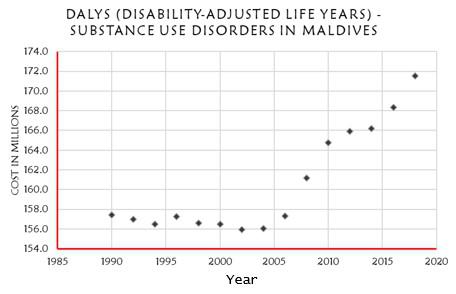 DALYS (DISABILITY-ADJUSTED LIFE YEARS) -
SUBSTANCE USE DISORDERS IN MALDIVES
COST IN MILLIONS
174.0
172.0
170.0
168.0
166.0
164.0
162.0
160.0
158.0
156.0
154.0
1985 1990 1995 2000 2005 2010 2015 2020
Year